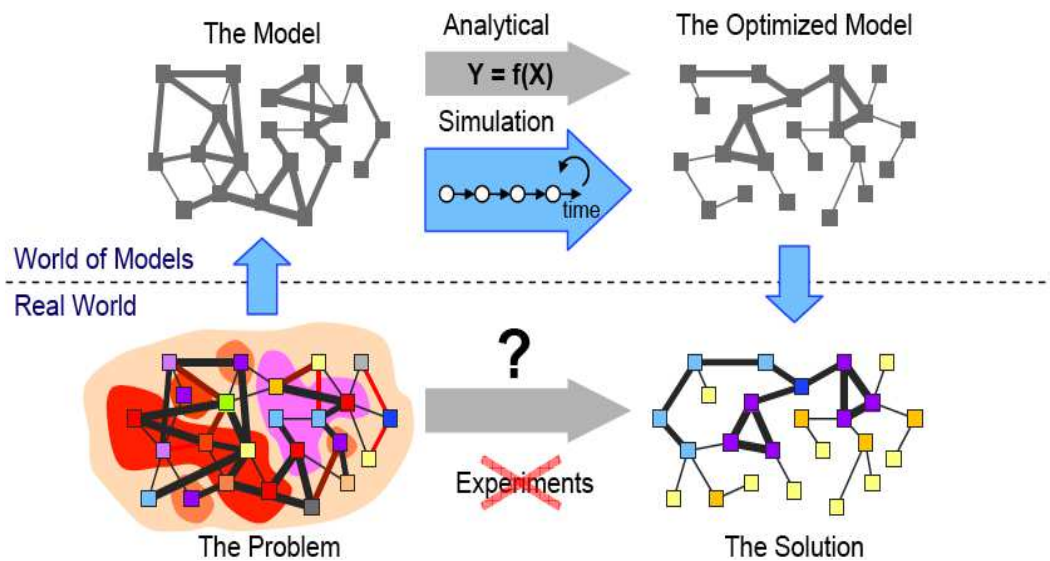 The Model
Analytical
Y = f(X)
Simulation
time
The Optimized Model
World of Models
Real World
?
Experiments
The Problem
The Solution